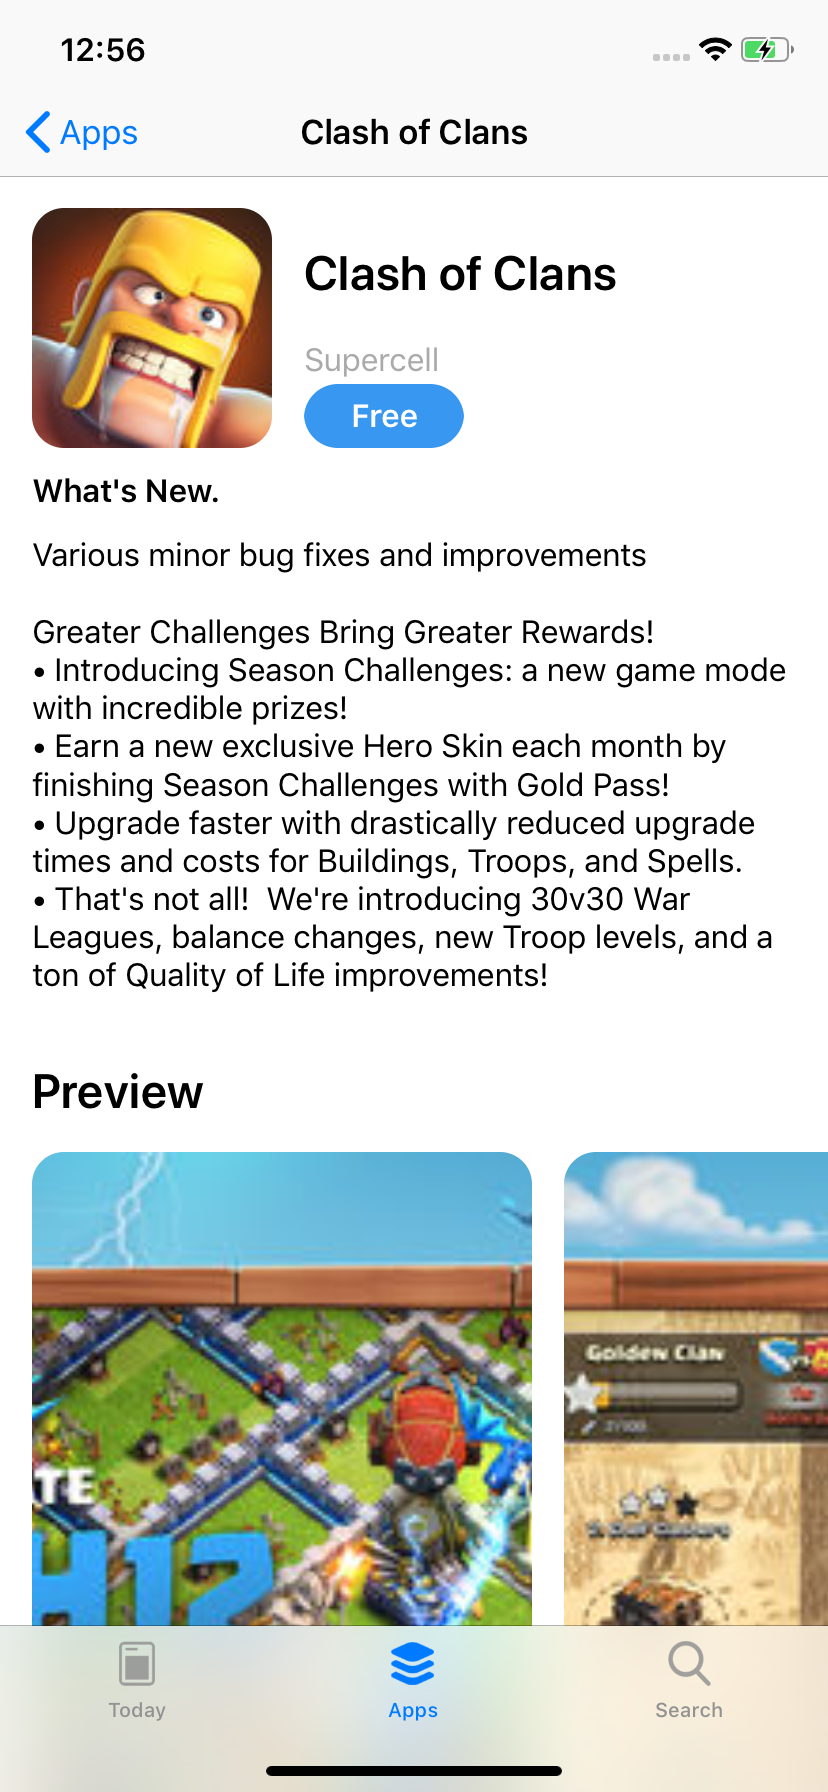 12:56
Apps
Clash of Clans
Clash of Clans
Supercell
Free
What's New.
Various minor bug fixes and improvements
Greater Challenges Bring Greater Rewards!
• Introducing Season Challenges: a new game mode
with incredible prizes!
• Earn a new exclusive Hero Skin each month by
finishing Season Challenges with Gold Pass!
• Upgrade faster with drastically reduced upgrade
times and costs for Buildings, Troops, and Spells.
• That's not all!  We're introducing 30v30 War
Leagues, balance changes, new Troop levels, and a
ton of Quality of Life improvements!
Preview
Golden Clan
TE
H12
Today
Apps
Search